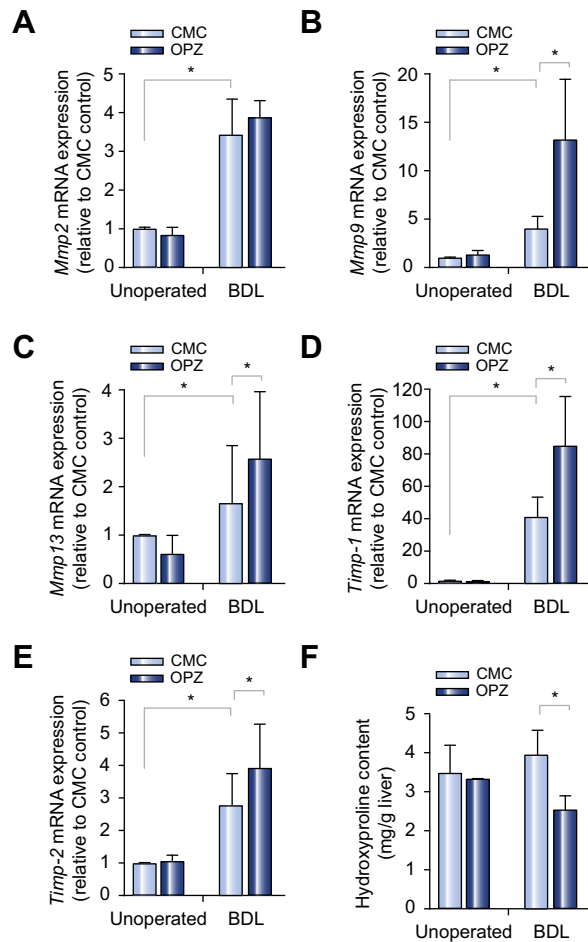 A
CMC
OPZ
*
Mmp2 mRNA expression
(relative to CMC control)
5
4
3
2
1
0
Unoperated
BDL
B
CMC
OPZ
*
*
Mmp9 mRNA expression
(relative to CMC control)
20
15
10
5
0
Unoperated
BDL
C
CMC
OPZ
*
*
Mmp13 mRNA expression
(relative to CMC control)
4
3
2
1
0
Unoperated
BDL
D
CMC
OPZ
*
*
Timp-1 mRNA expression
(relative to CMC control)
120
100
80
60
40
20
0
Unoperated
BDL
E
CMC
OPZ
*
*
Timp-2 mRNA expression
(relative to CMC control)
6
5
4
3
2
1
0
Unoperated
BDL
F
CMC
OPZ
*
Hydroxyproline content
(mg/g liver)
5
4
3
2
1
0
Unoperated
BDL